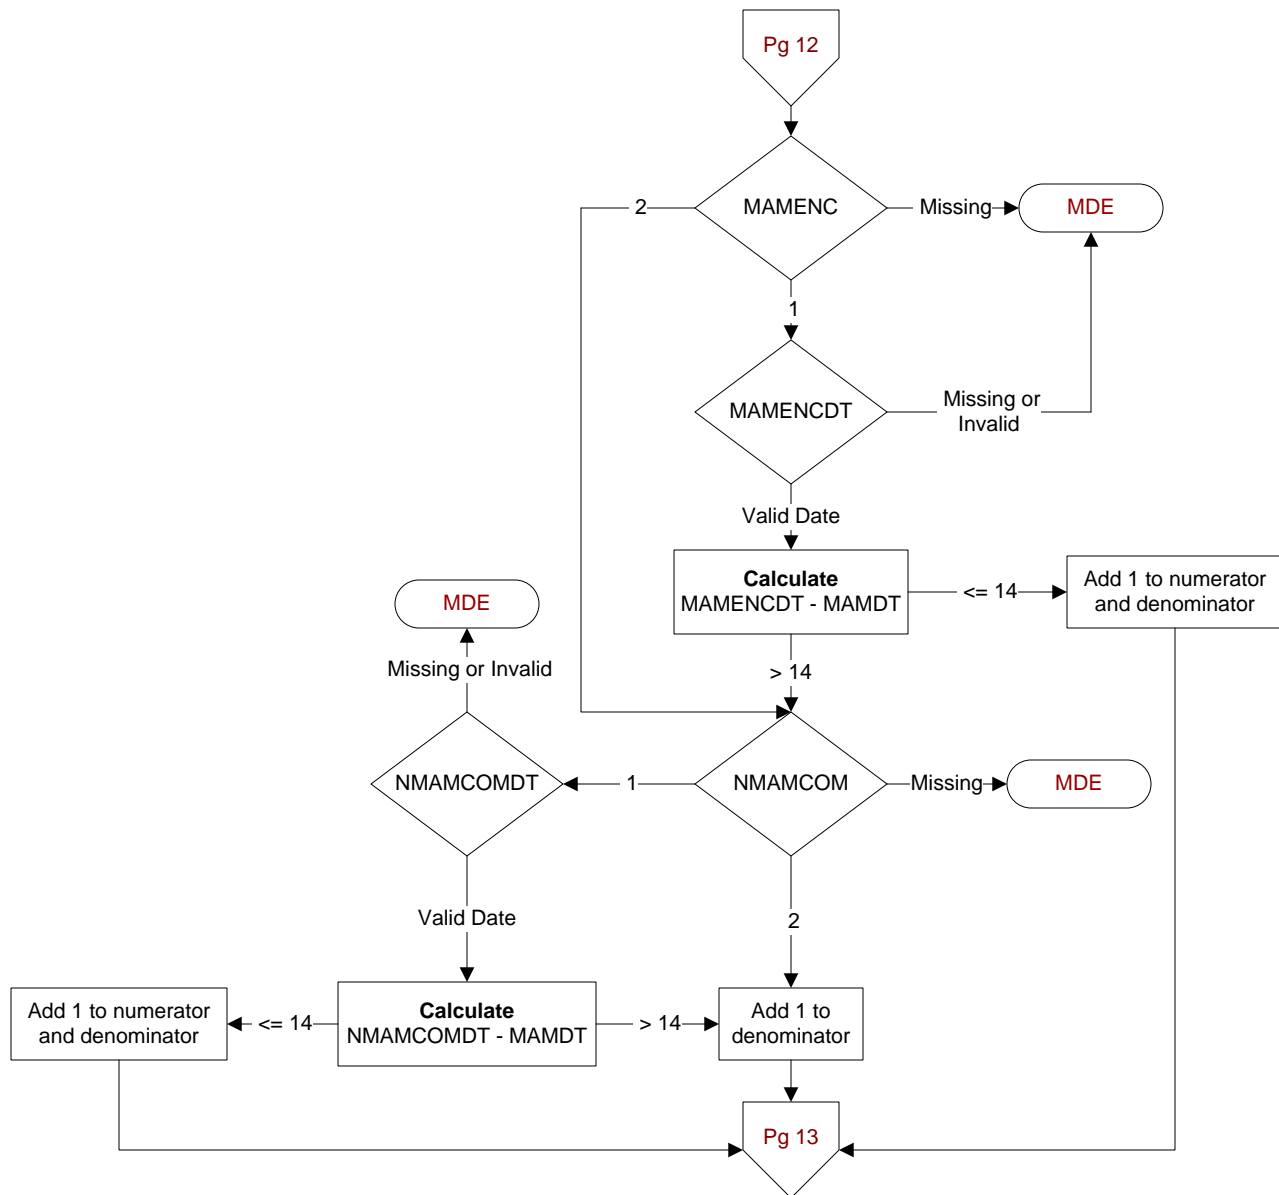 Pg 12
MAMENC
2
Missing
MDE
1
MAMENCDT
Missing or
Invalid
Valid Date
Calculate
MAMENCDT - MAMDT
<= 14
Add 1 to numerator
and denominator
> 14
MDE
Missing or Invalid
NMAMCOMDT
1
NMAMCOM
Missing
MDE
Valid Date
2
Add 1 to numerator
and denominator
<= 14
Calculate
NMAMCOMDT - MAMDT
> 14
Add 1 to
denominator
Pg 13